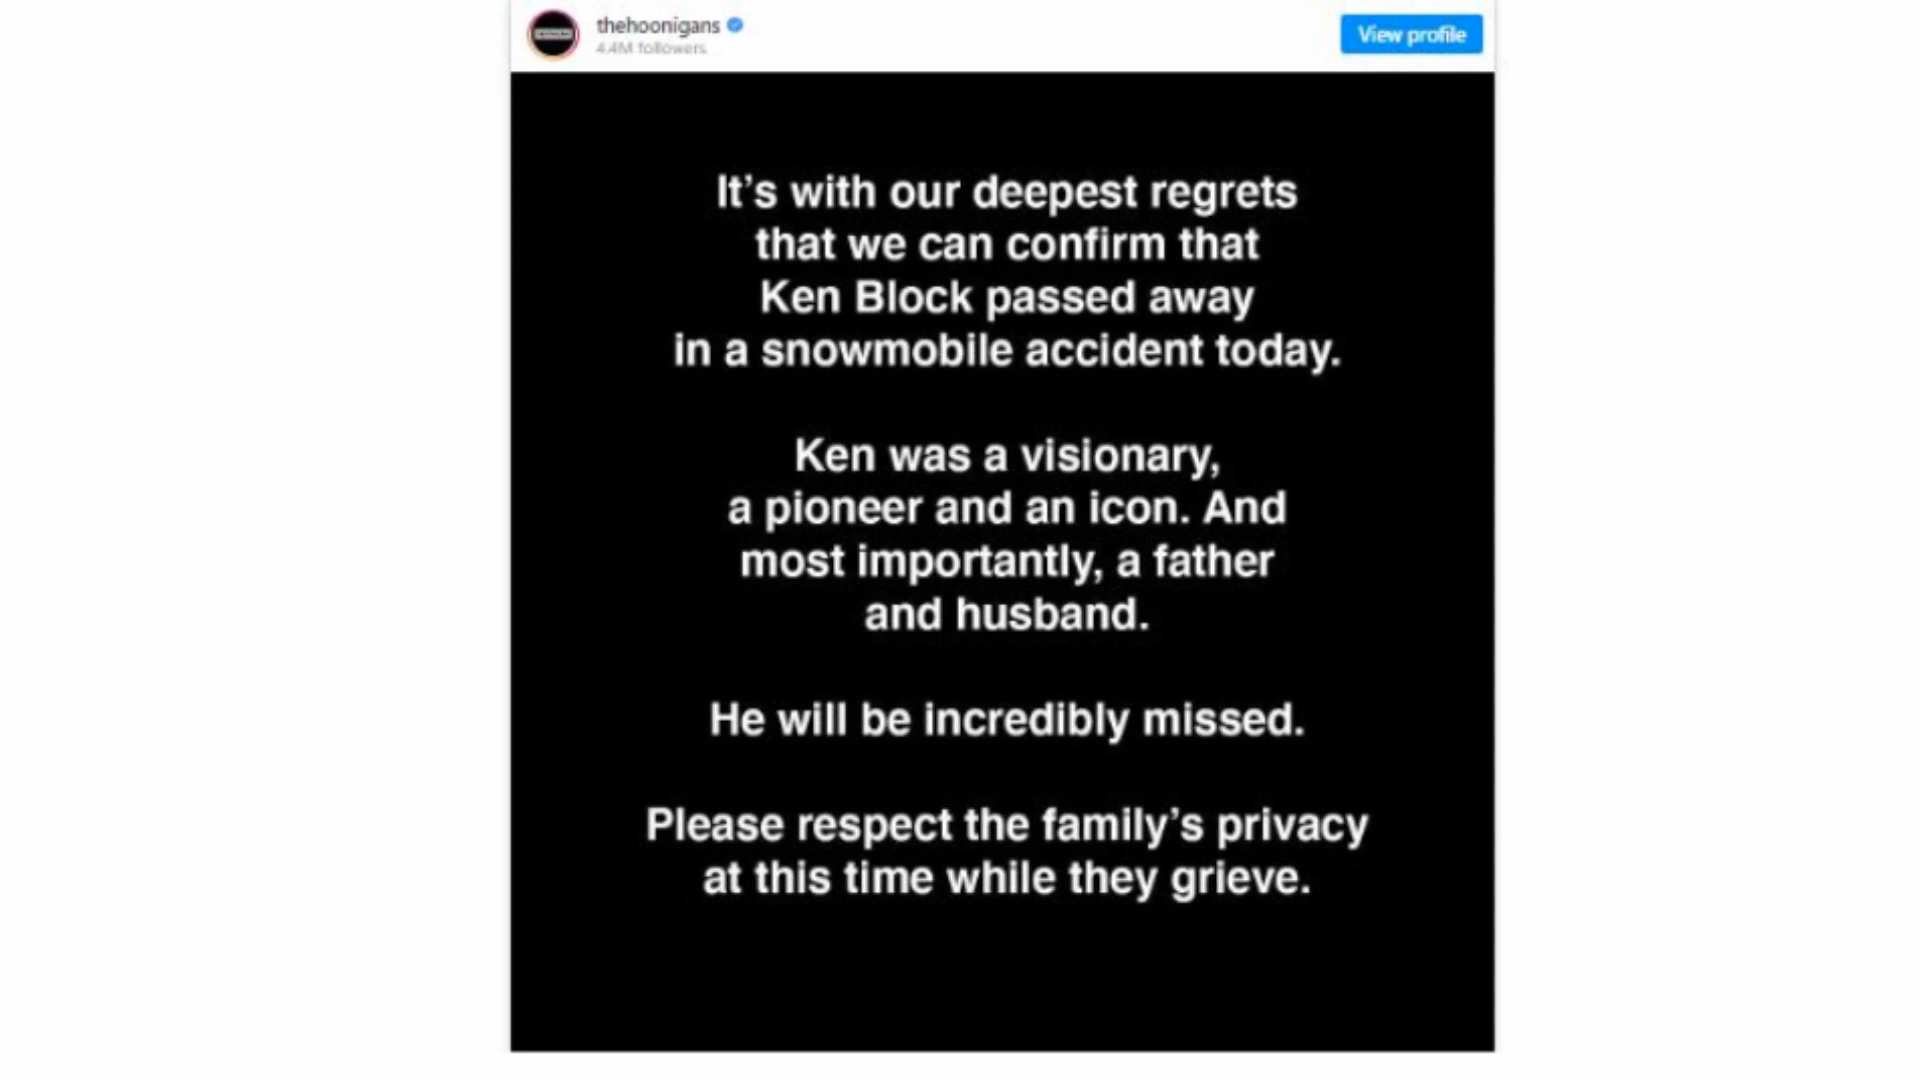 thehoonigans
4.4M followers
View profile
It’s with our deepest regrets
that we can confirm that
Ken Block passed away
in a snowmobile accident today.
Ken was a visionary,
a pioneer and an icon. And
most importantly, a father
and husband.
He will be incredibly missed.
Please respect the family’s privacy
at this time while they grieve.